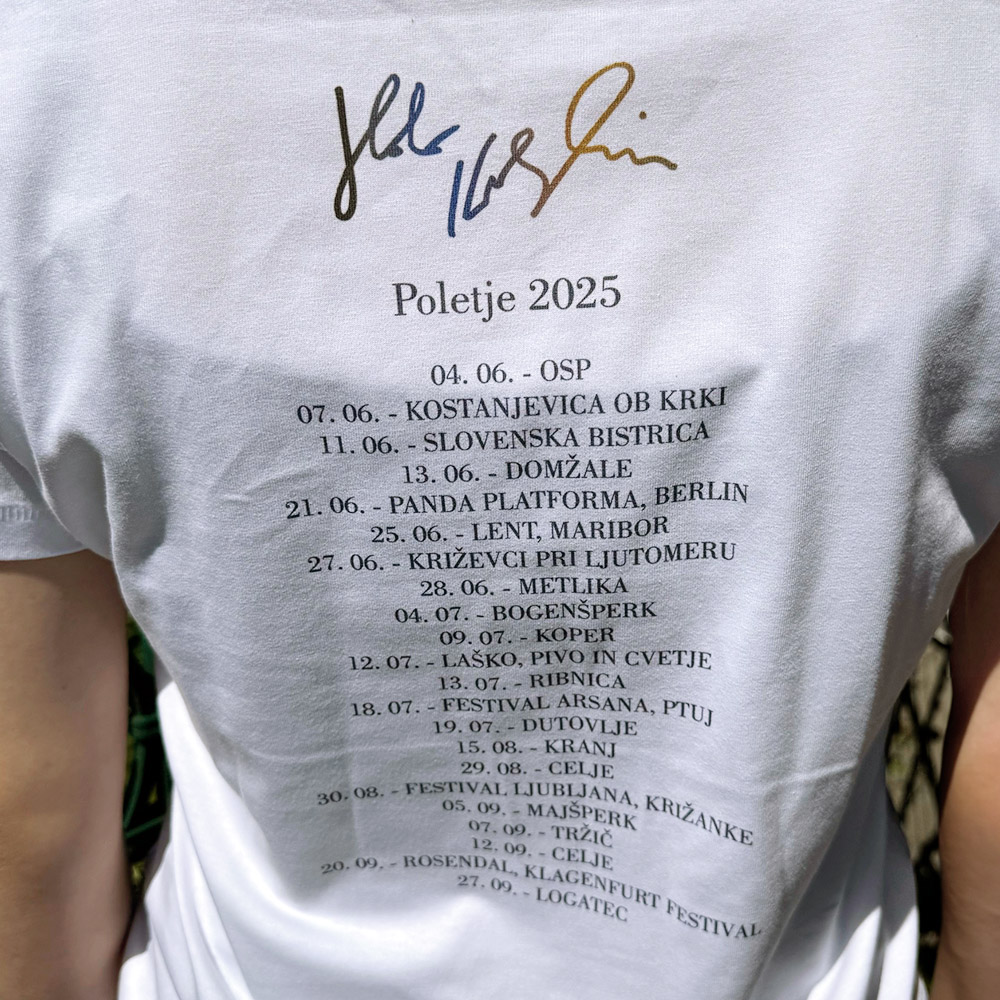 Poletje 2025
04. 06. - OSP
07. 06. - KOSTANJEVICA OB KRKI
11. 06. - SLOVENSKA BISTRICA
13. 06. - DOMŽALE
21. 06. - PANDA PLATFORMA, BERLIN
25. 06. - LENT, MARIBOR
27. 06. - KRIŽEVCI PRI LJUTOMERU
28. 06. - METLIKA
04. 07. - BOGENŠPERK
09. 07. - KOPER
12. 07. - LAŠKO, PIVO IN CVETJE
13. 07. - RIBNICA
18. 07. - FESTIVAL ARSANA, PTUJ
19. 07. - DUTOVLJE
15. 08. - KRANJ
29. 08. - CELJE
30. 08. - FESTIVAL LJUBLJANA, KRIŽANKE
05. 09. - MAJŠPERK
07. 09. - TRŽIČ
12. 09. - CELJE
20. 09. - ROSENDAL, KLAGENFURT FESTIVAL
27. 09. - LOGATEC